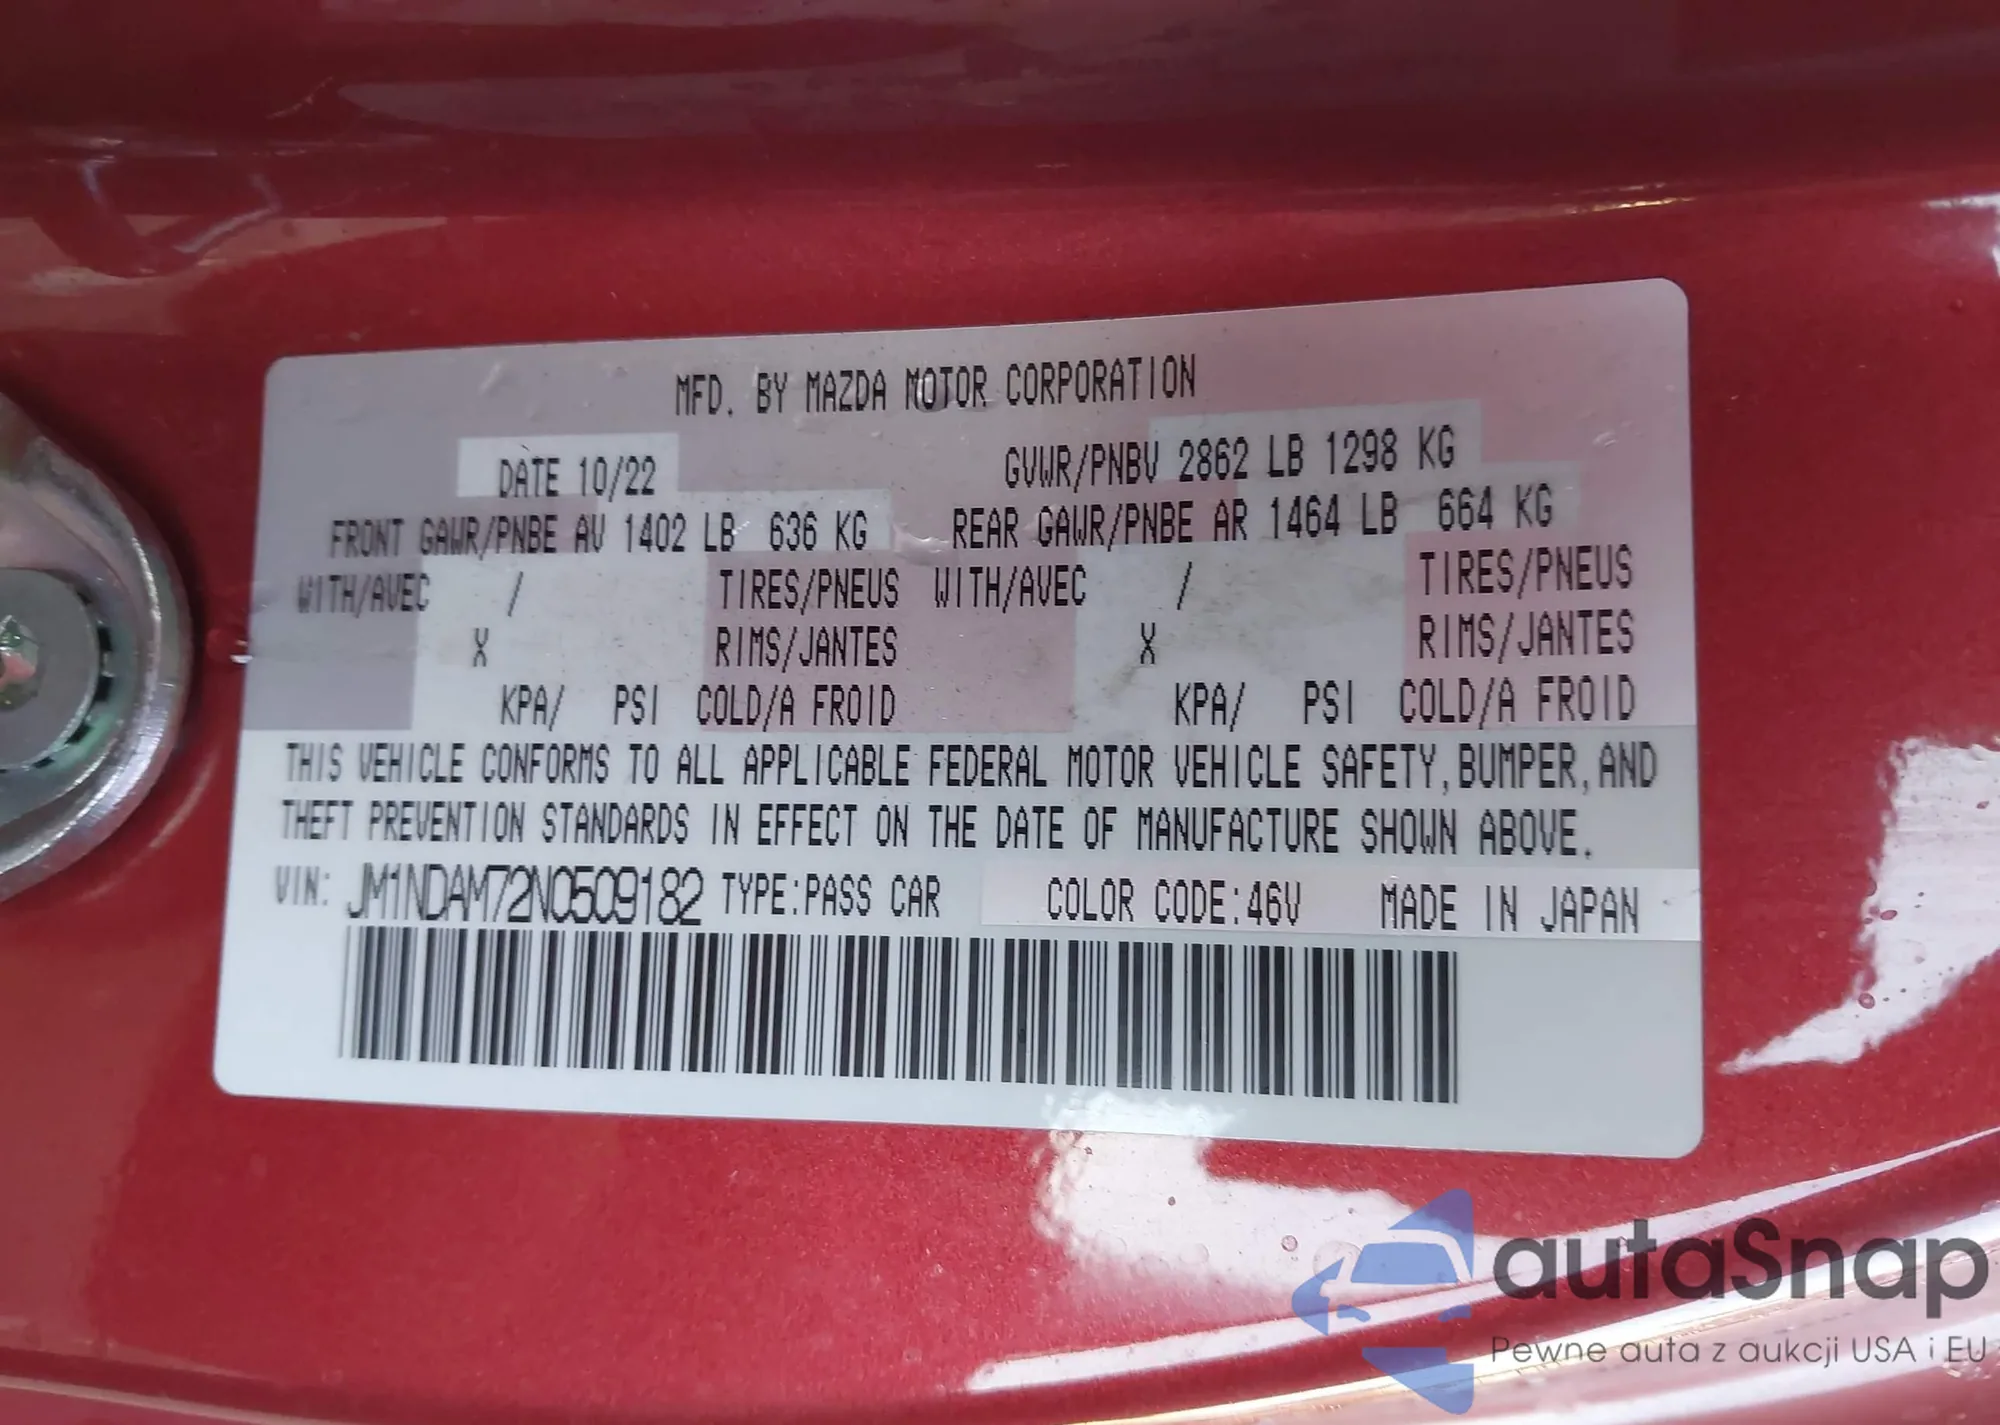 MFD. BY MAZDA MOTOR CORPORATION
DATE 10/22 GVWR/PNBV 2862 LB 1298 KG
FRONT GAWR/PNBE AV 1402 LB 636 KG REAR GAWR/PNBE AR 1464 LB 664 KG
WITH/AVEC / TIRES/PNEUS WITH/AVEC / TIRES/PNEUS
X RIMS/JANTES X RIMS/JANTES
KPA/ PSI COLD/A FROID KPA/ PSI COLD/A FROID
THIS VEHICLE CONFORMS TO ALL APPLICABLE FEDERAL MOTOR VEHICLE SAFETY, BUMPER, AND
THEFT PREVENTION STANDARDS IN EFFECT ON THE DATE OF MANUFACTURE SHOWN ABOVE.
VIN: JM1NDAM72N0509182 TYPE:PASS CAR COLOR CODE:46V MADE IN JAPAN
autaSnap
Pewne auta z aukcji USA i EU